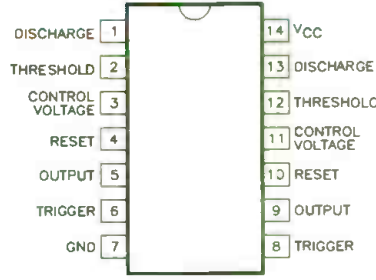 DISCHARGE 1
THRESHOLD 2
CONTROL
VOLTAGE 3
RESET 4
OUTPUT 5
TRIGGER 6
GND 7
14 VCC
13 DISCHARGE
12 THRESHOLD
11 CONTROL
VOLTAGE
10 RESET
9 OUTPUT
8 TRIGGER